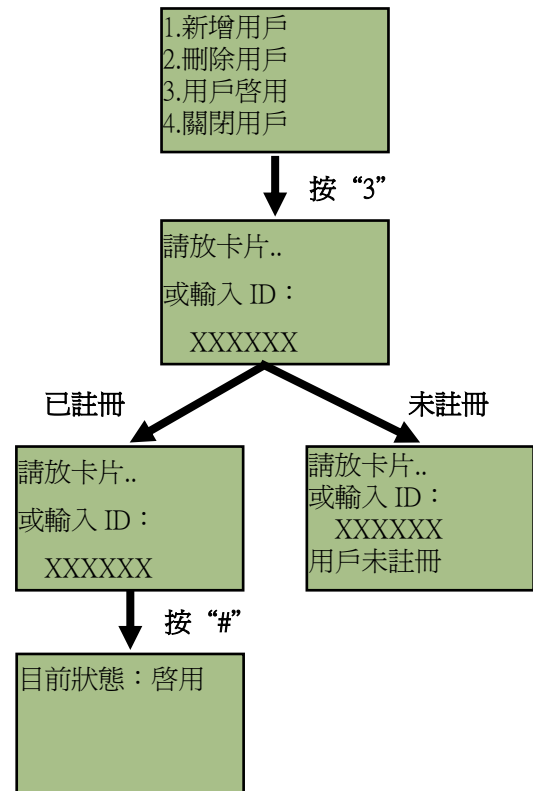 1.新增用戶
2.刪除用戶
3.用戶啓用
4.關閉用戶
按“3”
請放卡片..
或輸入 ID：
XXXXXX
已註冊
未註冊
請放卡片..
或輸入 ID：
XXXXXX
請放卡片..
或輸入 ID：
XXXXXX
用戶未註冊
按“#”
目前狀態：啓用